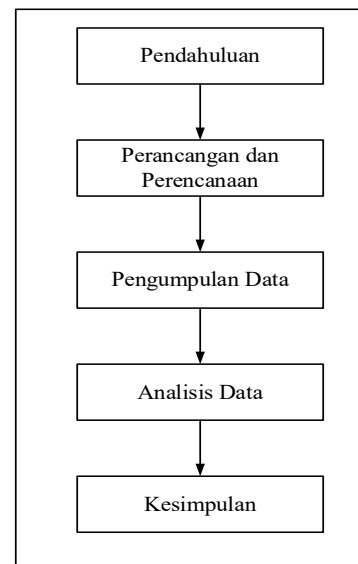 Pendahuluan
Perancangan dan
Perencanaan
Pengumpulan Data
Analisis Data
Kesimpulan